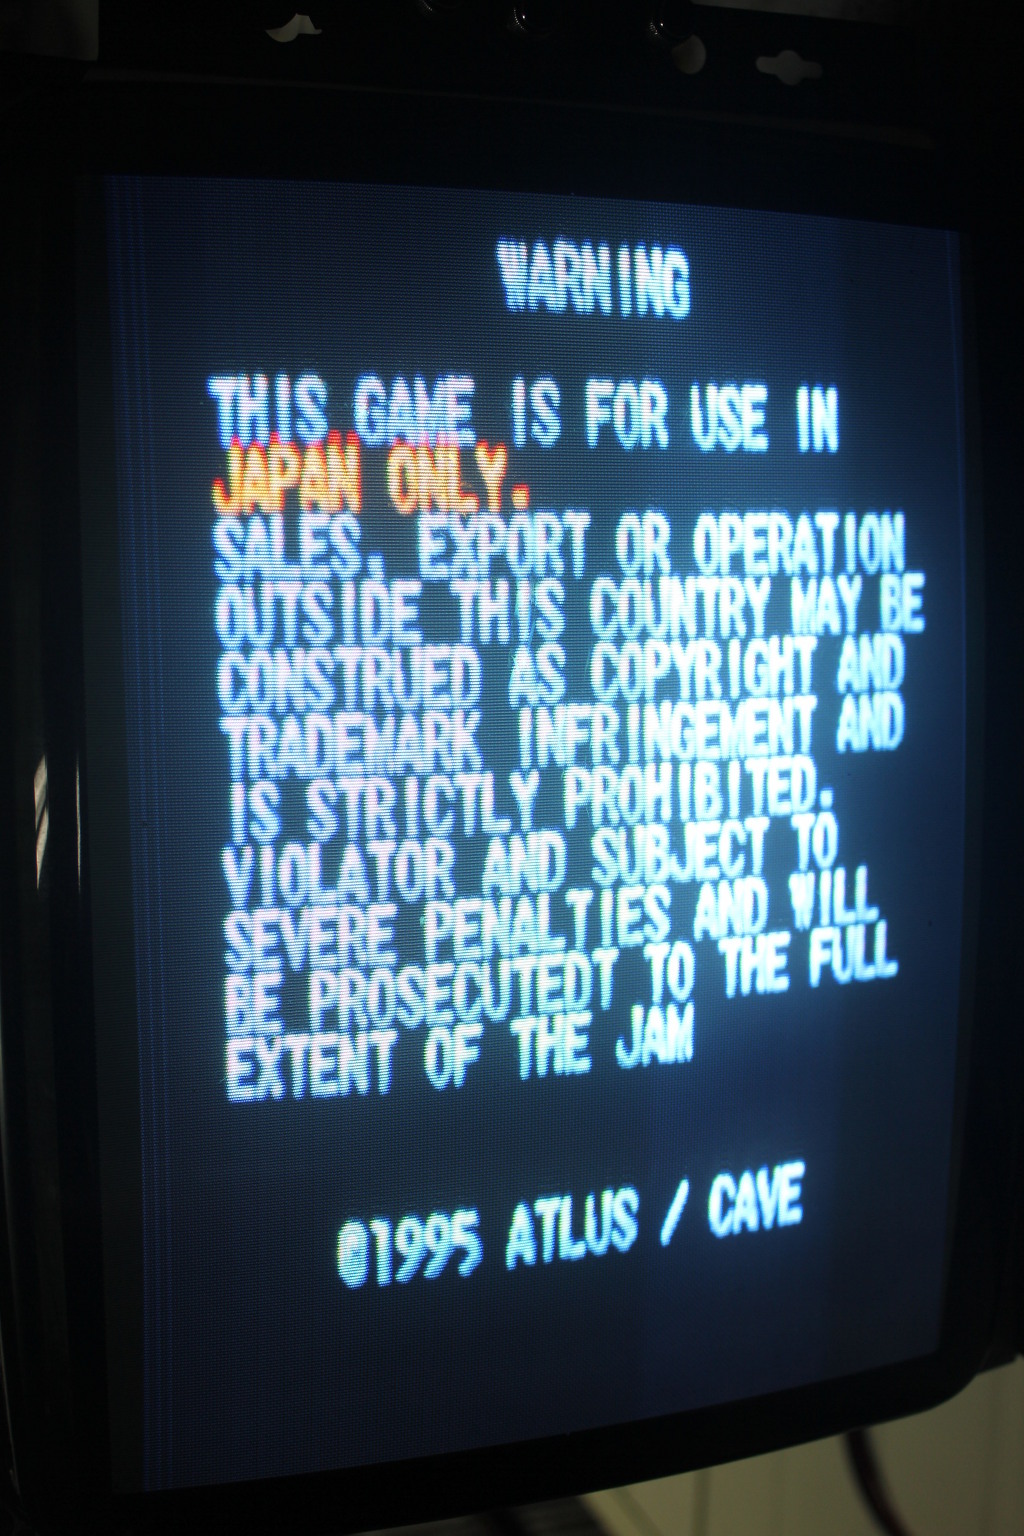 WARNING
THIS GAME IS FOR USE IN
JAPAN ONLY.
SALES, EXPORT OR OPERATION
OUTSIDE THIS COUNTRY MAY BE
CONSTRUED AS COPYRIGHT AND
TRADEMARK INFRINGEMENT AND
IS STRICTLY PROHIBITED.
VIOLATOR AND SUBJECT TO
SEVERE PENALTIES AND WILL
BE PROSECUTEDT TO THE FULL
EXTENT OF THE JAM
©1995 ATLUS / CAVE